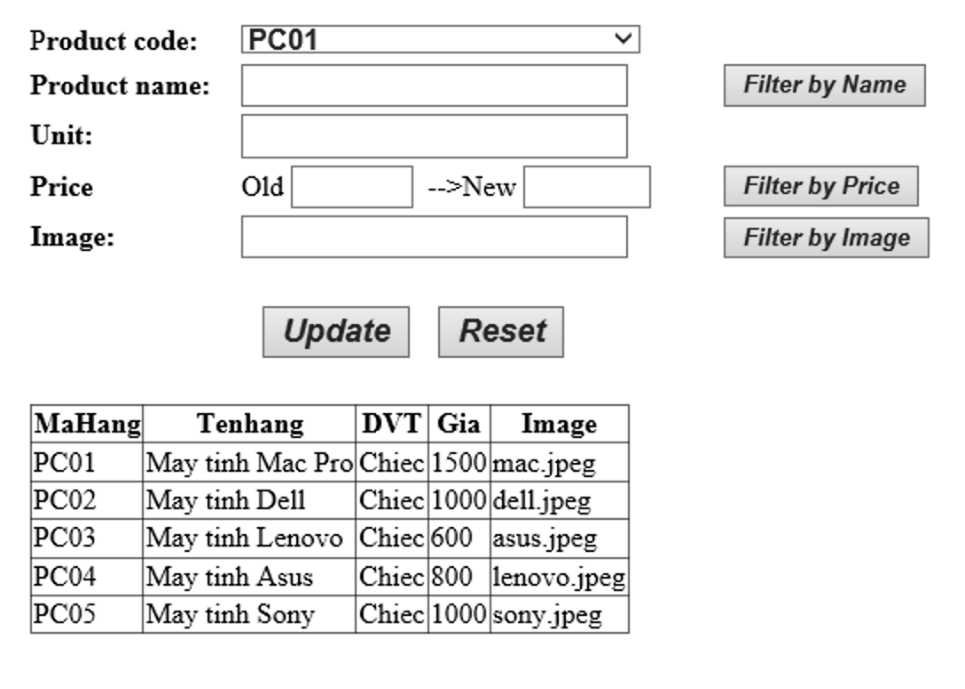 Product code: PC01
Product name: Filter by Name
Unit:
Price Old -->New Filter by Price
Image: Filter by Image
Update Reset
MaHang Tenhang DVT Gia Image
PC01 May tinh Mac Pro Chiec 1500 mac.jpeg
PC02 May tinh Dell Chiec 1000 dell.jpeg
PC03 May tinh Lenovo Chiec 600 asus.jpeg
PC04 May tinh Asus Chiec 800 lenovo.jpeg
PC05 May tinh Sony Chiec 1000 sony.jpeg